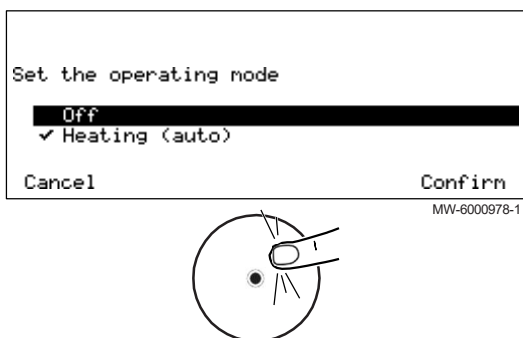 Set the operating mode
Off
✔ Heating (auto)
Cancel Confirm
MW-6000978-1